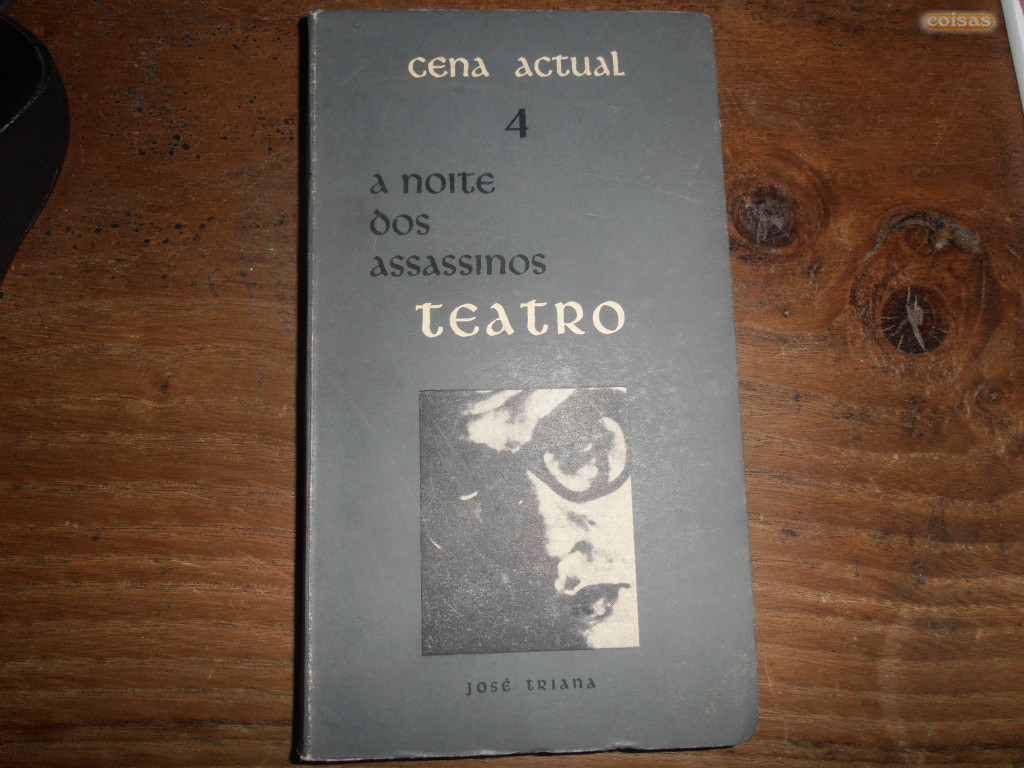 coisas
cena actual
4
a noite
dos
assassinos
teatro
josé triana